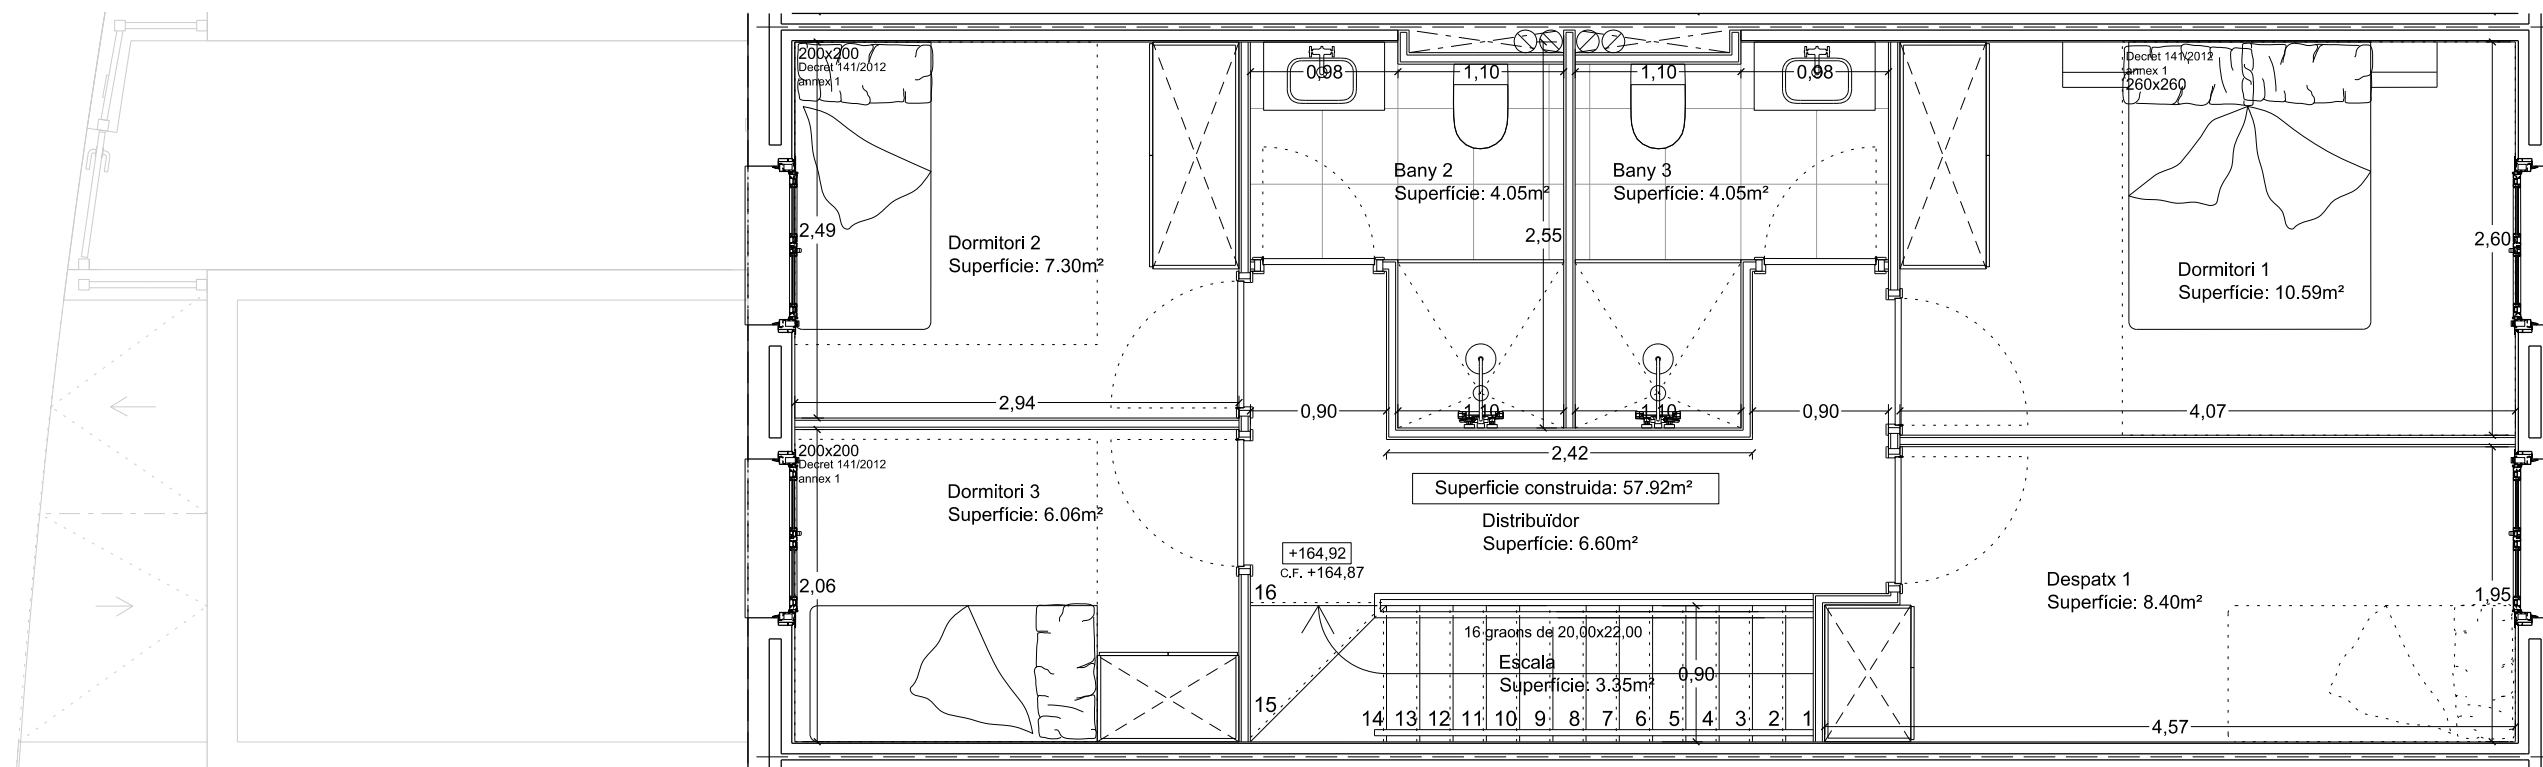 200x200
Decret 141/2012
annex 1
2,49
Dormitori 2
Superfície: 7.30m²
2,94
0,98
1,10
1,10
0,98
Bany 2
Superfície: 4.05m²
Bany 3
Superfície: 4.05m²
2,55
0,90
1,10
1,10
0,90
2,42
Decret 141/2012
annex 1
260x260
2,60
Dormitori 1
Superfície: 10.59m²
4,07
200x200
Decret 141/2012
annex 1
Dormitori 3
Superfície: 6.06m²
2,06
Superficie construida: 57.92m²
Distribuïdor
Superfície: 6.60m²
+164,92
C.F. +164,87
16
15
16 graons de 20,00x22,00
Escala
Superfície: 3.35m²
0,90
14 13 12 11 10 9 8 7 6 5 4 3 2 1
Despatx 1
Superfície: 8.40m²
1,95
4,57